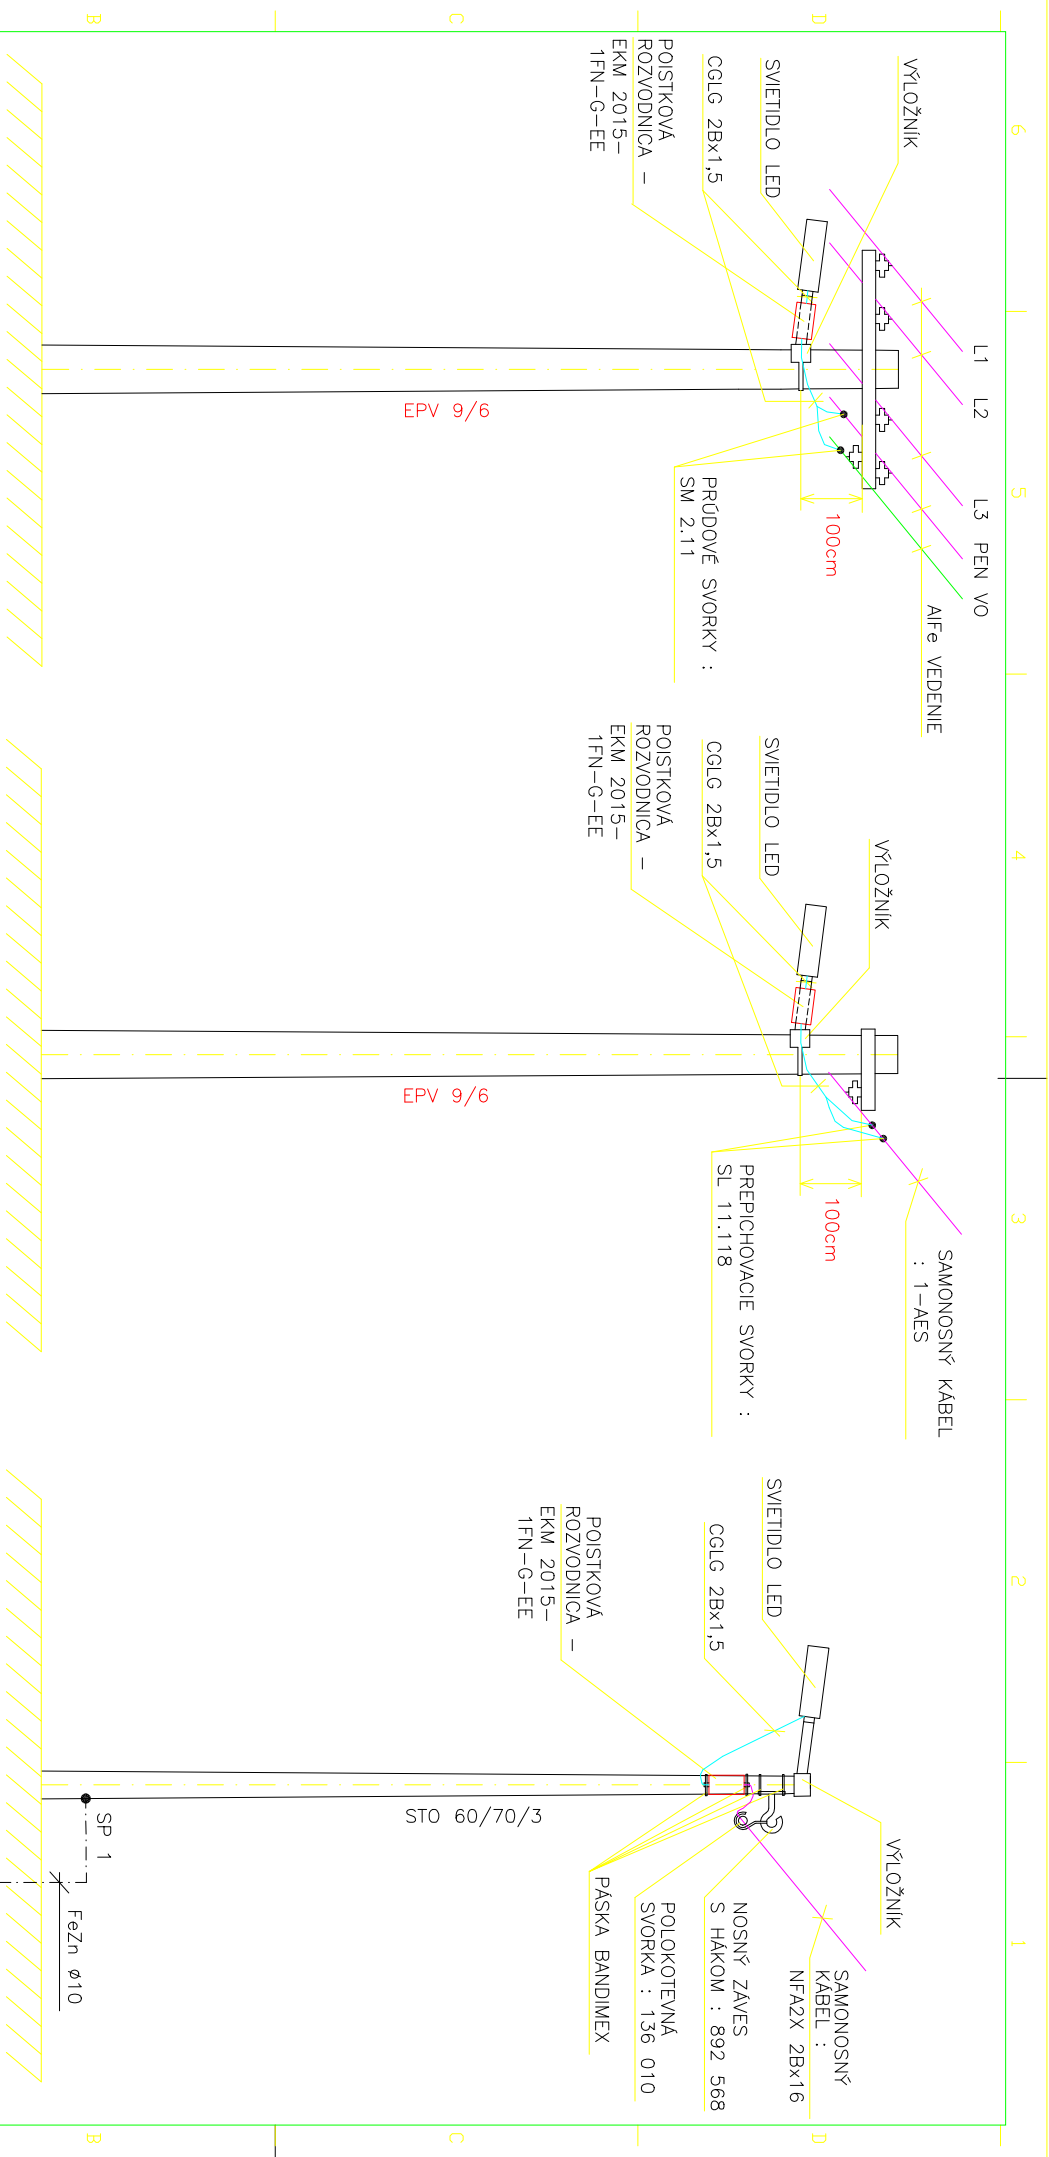 6
5
4
3
2
1
D
C
B
D
C
B
VÝLOŽNÍK
SVIETIDLO LED
CGLG 2Bx1,5
POISTKOVÁ
ROZVODNICA –
EKM 2015–
1FN–G–EE
L1
L2
L3
PEN
VO
AlFe VEDENIE
100cm
PRÚDOVÉ SVORKY :
SM 2.11
EPV 9/6
VÝLOŽNÍK
SVIETIDLO LED
CGLG 2Bx1,5
POISTKOVÁ
ROZVODNICA –
EKM 2015–
1FN–G–EE
SAMONOSNÝ KÁBEL
: 1–AES
100cm
PREPICHOVACIE SVORKY :
SL 11.118
EPV 9/6
SVIETIDLO LED
CGLG 2Bx1,5
POISTKOVÁ
ROZVODNICA –
EKM 2015–
1FN–G–EE
VÝLOŽNÍK
SAMONOSNÝ
KÁBEL :
NFA2X 2Bx16
NOSNÝ ZÁVES
S HÁKOM : 892 568
POLOKOTEVNÁ
SVORKA : 136 010
PÁSKA BANDIMEX
STO 60/70/3
SP 1
FeZn ø10